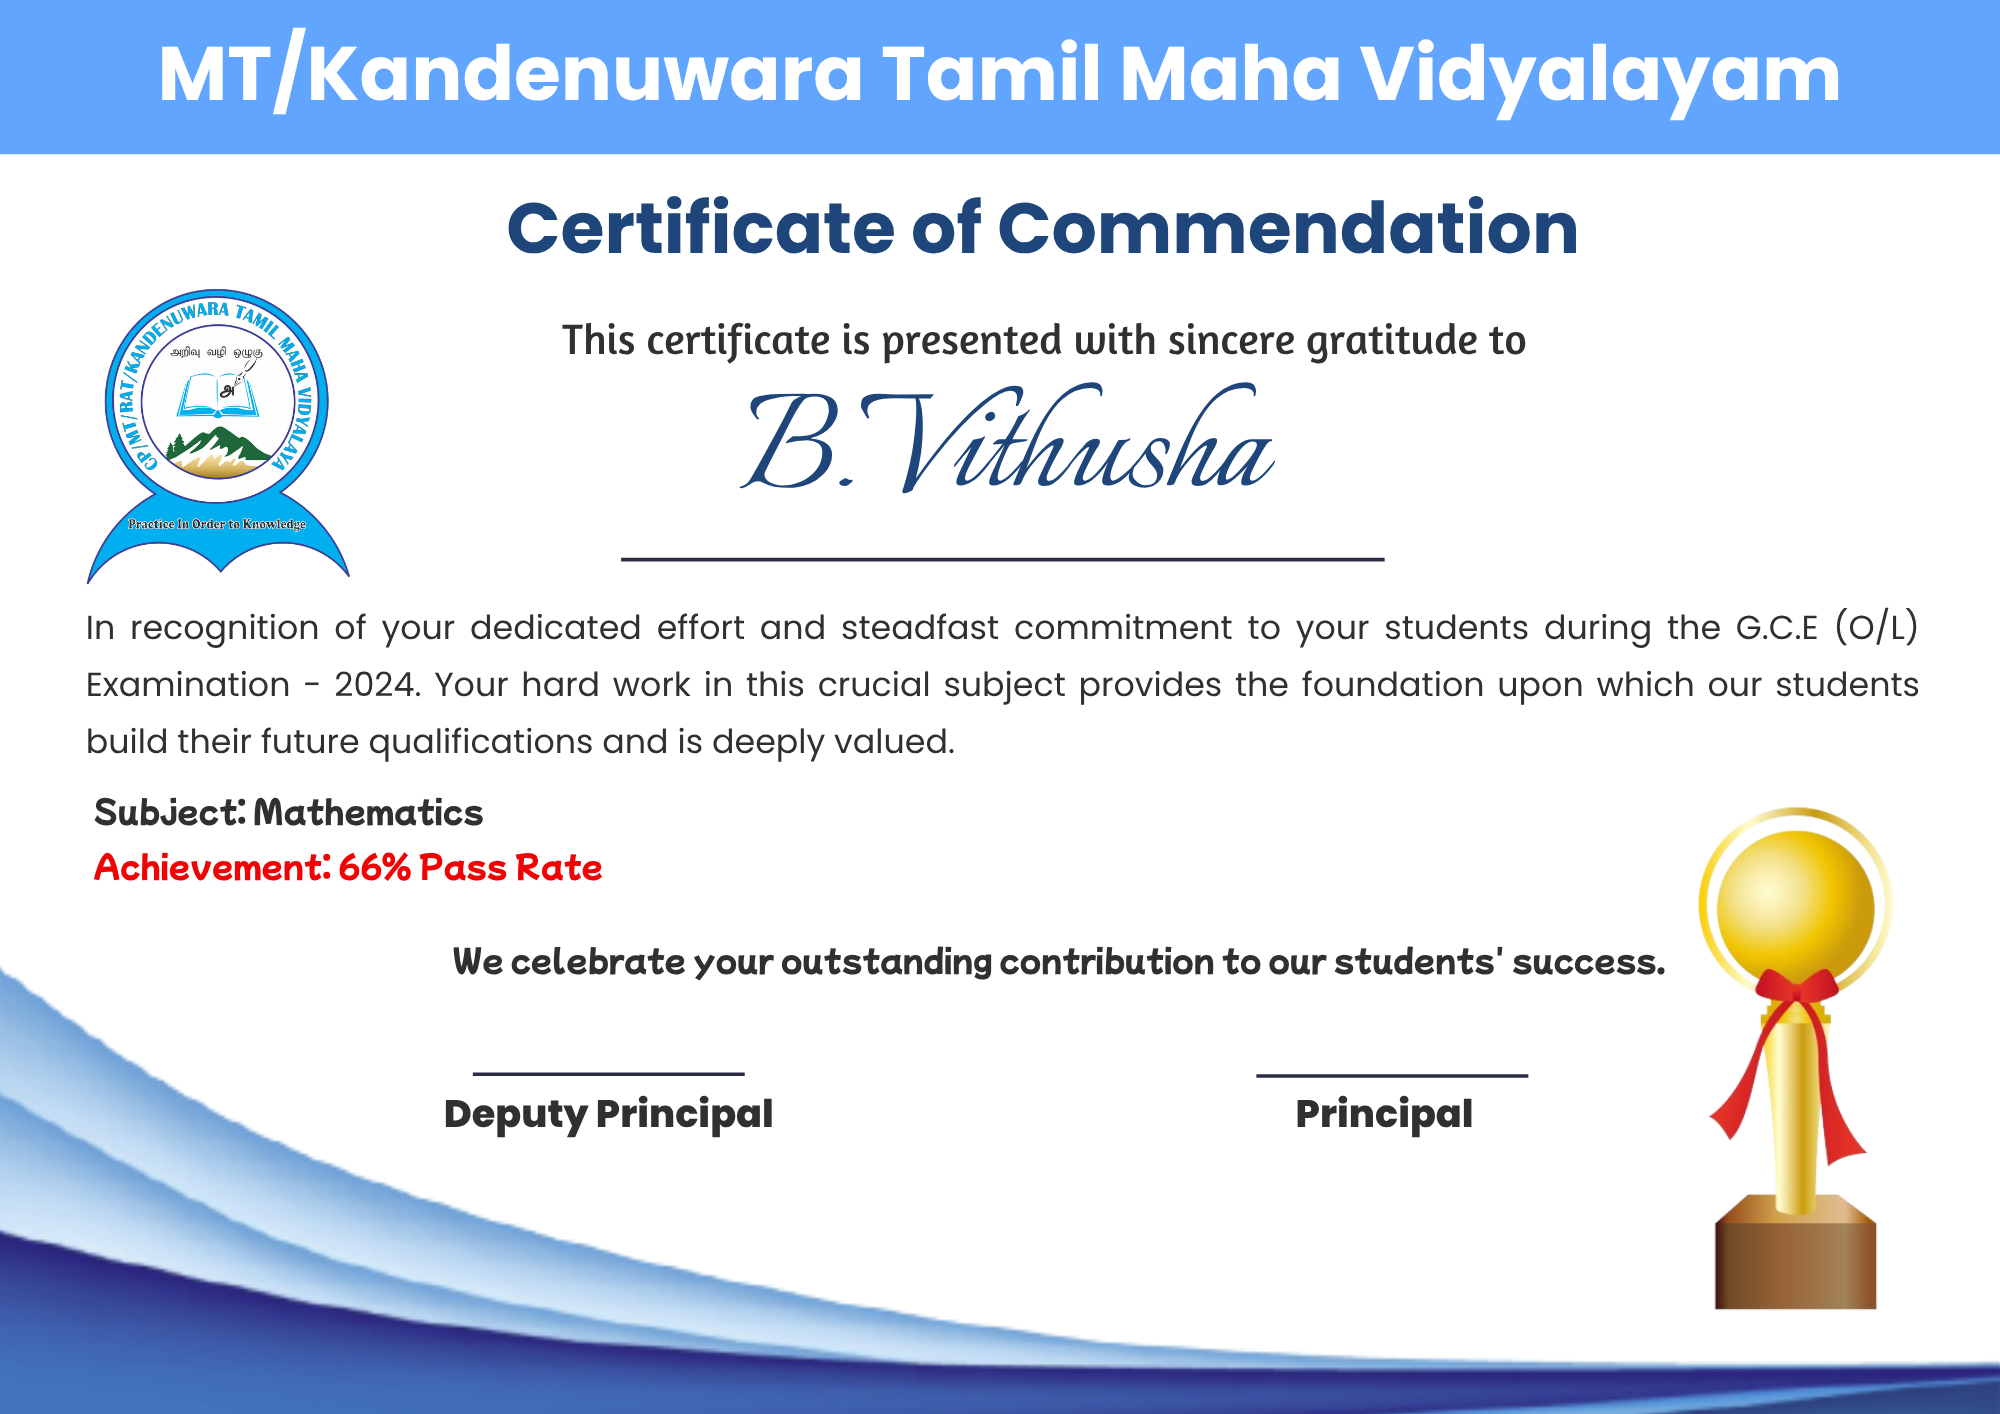 MT/Kandenuwara Tamil Maha Vidyalayam
Certificate of Commendation
CP/MT/RAT/KANDENUWARA TAMIL MAHA VIDYALAYA
அறிவு வழி ஒழுகு
அ
Practice In Order to Knowledge
This certificate is presented with sincere gratitude to
B.Vithusha
In recognition of your dedicated effort and steadfast commitment to your students during the G.C.E (O/L)
Examination - 2024. Your hard work in this crucial subject provides the foundation upon which our students
build their future qualifications and is deeply valued.
Subject: Mathematics
Achievement: 66% Pass Rate
We celebrate your outstanding contribution to our students' success.
Deputy Principal
Principal